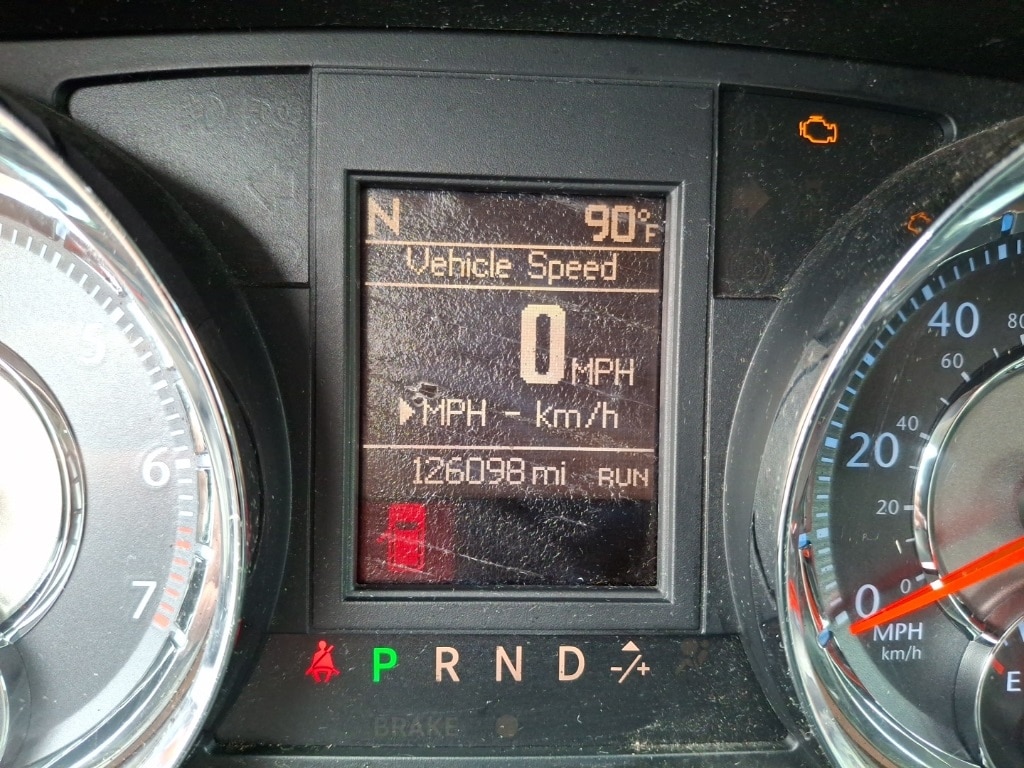 N 90°F
Vehicle Speed
0 MPH
▶MPH - km/h
126098 mi RUN
P R N D -/+
BRAKE
5
6
7
40
80
60
20
40
20
0
0
MPH
km/h
E